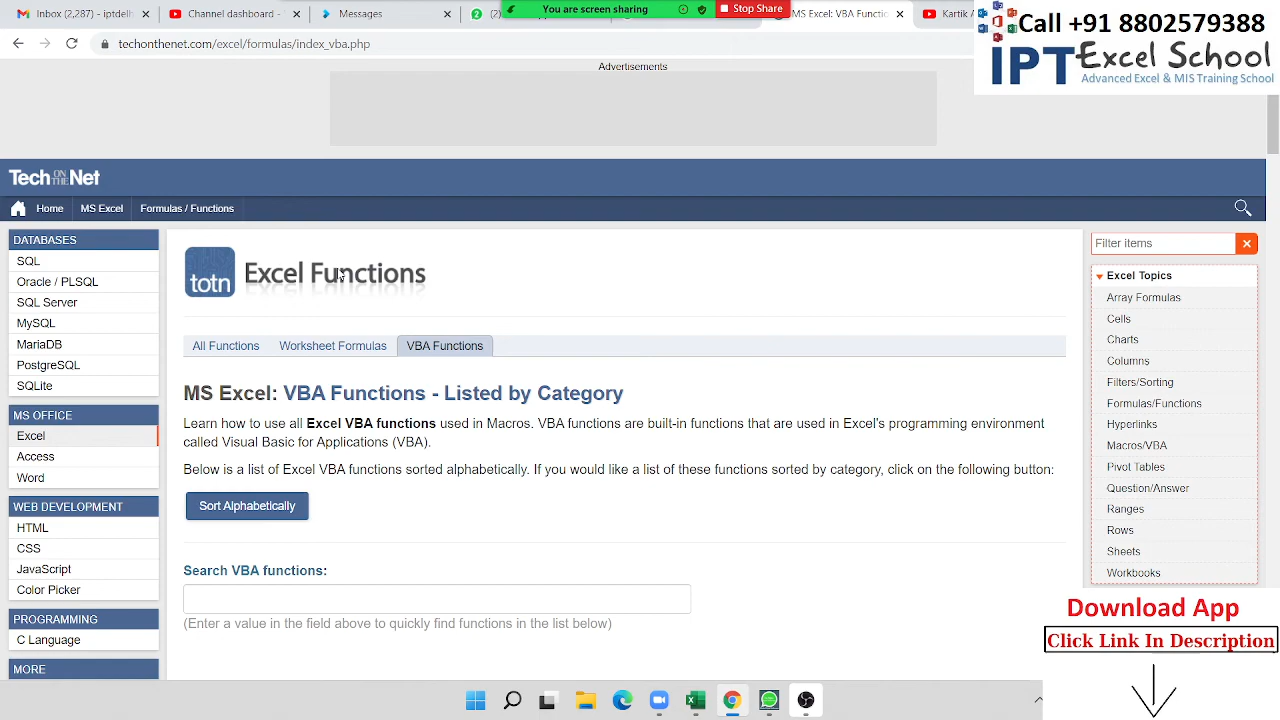 Inbox (2,287) - iptdelh
Channel dashboard -
Messages
You are screen sharing
Stop Share
MS Excel: VBA Functio
Kartik A
Call +91 8802579388
IPT Excel School
Advanced Excel & MIS Training School
techonthenet.com/excel/formulas/index_vba.php
Advertisements
Tech ON THE Net
Home
MS Excel
Formulas / Functions
DATABASES
SQL
Oracle / PLSQL
SQL Server
MySQL
MariaDB
PostgreSQL
SQLite
MS OFFICE
Excel
Access
Word
WEB DEVELOPMENT
HTML
CSS
JavaScript
Color Picker
PROGRAMMING
C Language
MORE
totn
Excel Functions
All Functions
Worksheet Formulas
VBA Functions
MS Excel: VBA Functions - Listed by Category
Learn how to use all Excel VBA functions used in Macros. VBA functions are built-in functions that are used in Excel's programming environment
called Visual Basic for Applications (VBA).
Below is a list of Excel VBA functions sorted alphabetically. If you would like a list of these functions sorted by category, click on the following button:
Sort Alphabetically
Search VBA functions:
(Enter a value in the field above to quickly find functions in the list below)
Filter items
Excel Topics
Array Formulas
Cells
Charts
Columns
Filters/Sorting
Formulas/Functions
Hyperlinks
Macros/VBA
Pivot Tables
Question/Answer
Ranges
Rows
Sheets
Workbooks
Download App
Click Link In Description